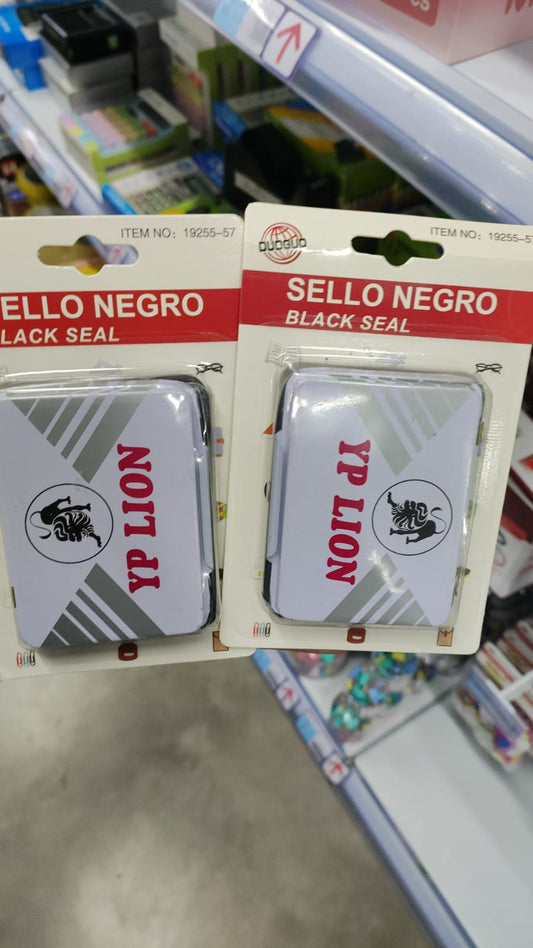 ITEM NO: 19255-57
ELLO NEGRO
LACK SEAL
YP LION
DUOGUO
ITEM NO: 19255-57
SELLO NEGRO
BLACK SEAL
YP LION